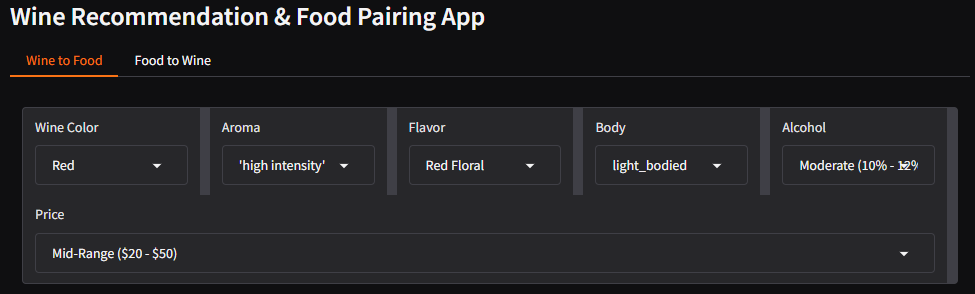 Wine Recommendation & Food Pairing App
Wine to Food Food to Wine
Wine Color Aroma Flavor Body Alcohol
Red 'high intensity' Red Floral light_bodied Moderate (10% - 12%
Price
Mid-Range ($20 - $50)